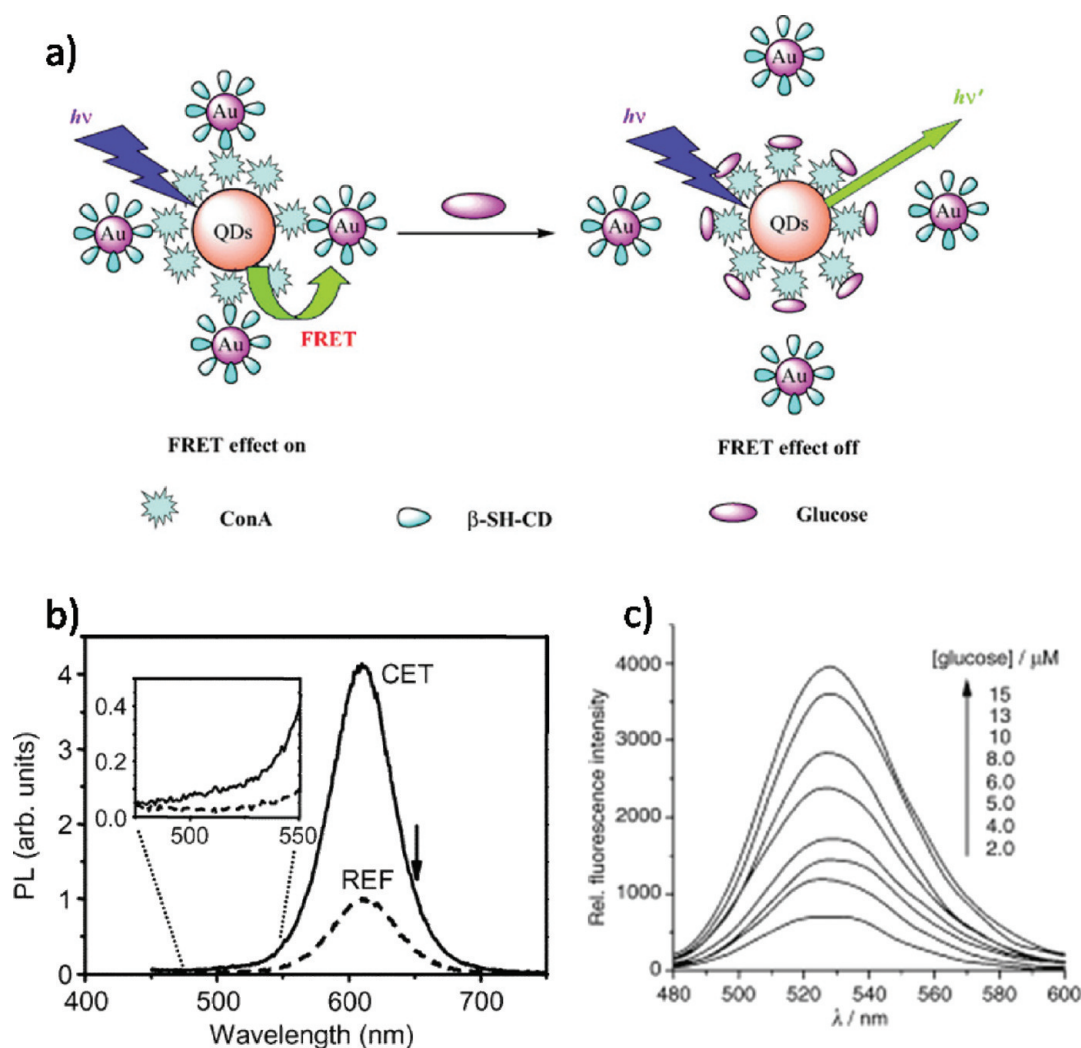 a)
hν
Au
Au
QDs
Au
Au
FRET
FRET effect on
hν
hν'
Au
Au
QDs
Au
Au
FRET effect off
ConA
β-SH-CD
Glucose
b)
PL (arb. units)
4
3
2
1
0
0.4
0.2
0.0
500
550
CET
REF
400
500
600
700
Wavelength (nm)
c)
Rel. fluorescence intensity
4000
3000
2000
1000
0
[glucose] / μM
15
13
10
8.0
6.0
5.0
4.0
2.0
480
500
520
540
560
580
600
λ / nm